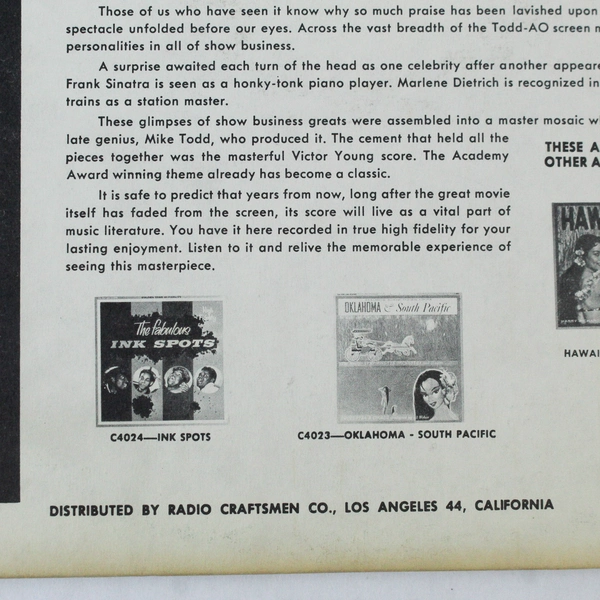 Those of us who have seen it know why so much praise has been lavished upon
spectacle unfolded before our eyes. Across the vast breadth of the Todd-AO screen
personalities in all of show business.
A surprise awaited each turn of the head as one celebrity after another
Frank Sinatra is seen as a honky-tonk piano player. Marlene Dietrich is recognized in
trains as a station master.
These glimpses of show business greats were assembled into a master mosaic
late genius, Mike Todd, who produced it. The cement that held all the
pieces together was the masterful Victor Young score. The Academy
Award winning theme already has become a classic.
THESE
OTHER
It is safe to predict that years from now, long after the great movie
itself has faded from the screen, its score will live as a vital part of
music literature. You have it here recorded in true high fidelity for your
lasting enjoyment. Listen to it and relive the memorable experience of
seeing this masterpiece.
The fabulous
INK SPOTS
OKLAHOMA & South Pacific
HAW
HAWAI
C4024—INK SPOTS
C4023—OKLAHOMA - SOUTH PACIFIC
DISTRIBUTED BY RADIO CRAFTSMEN CO., LOS ANGELES 44, CALIFORNIA